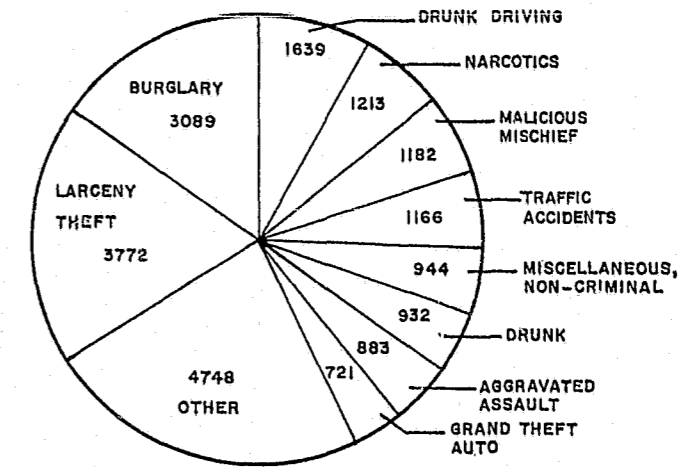 DRUNK DRIVING
1639
NARCOTICS
1213
MALICIOUS
MISCHIEF
1182
TRAFFIC
ACCIDENTS
1166
MISCELLANEOUS,
NON-CRIMINAL
944
DRUNK
932
AGGRAVATED
ASSAULT
883
GRAND THEFT
AUTO
721
4748
OTHER
LARCENY
THEFT
3772
BURGLARY
3089